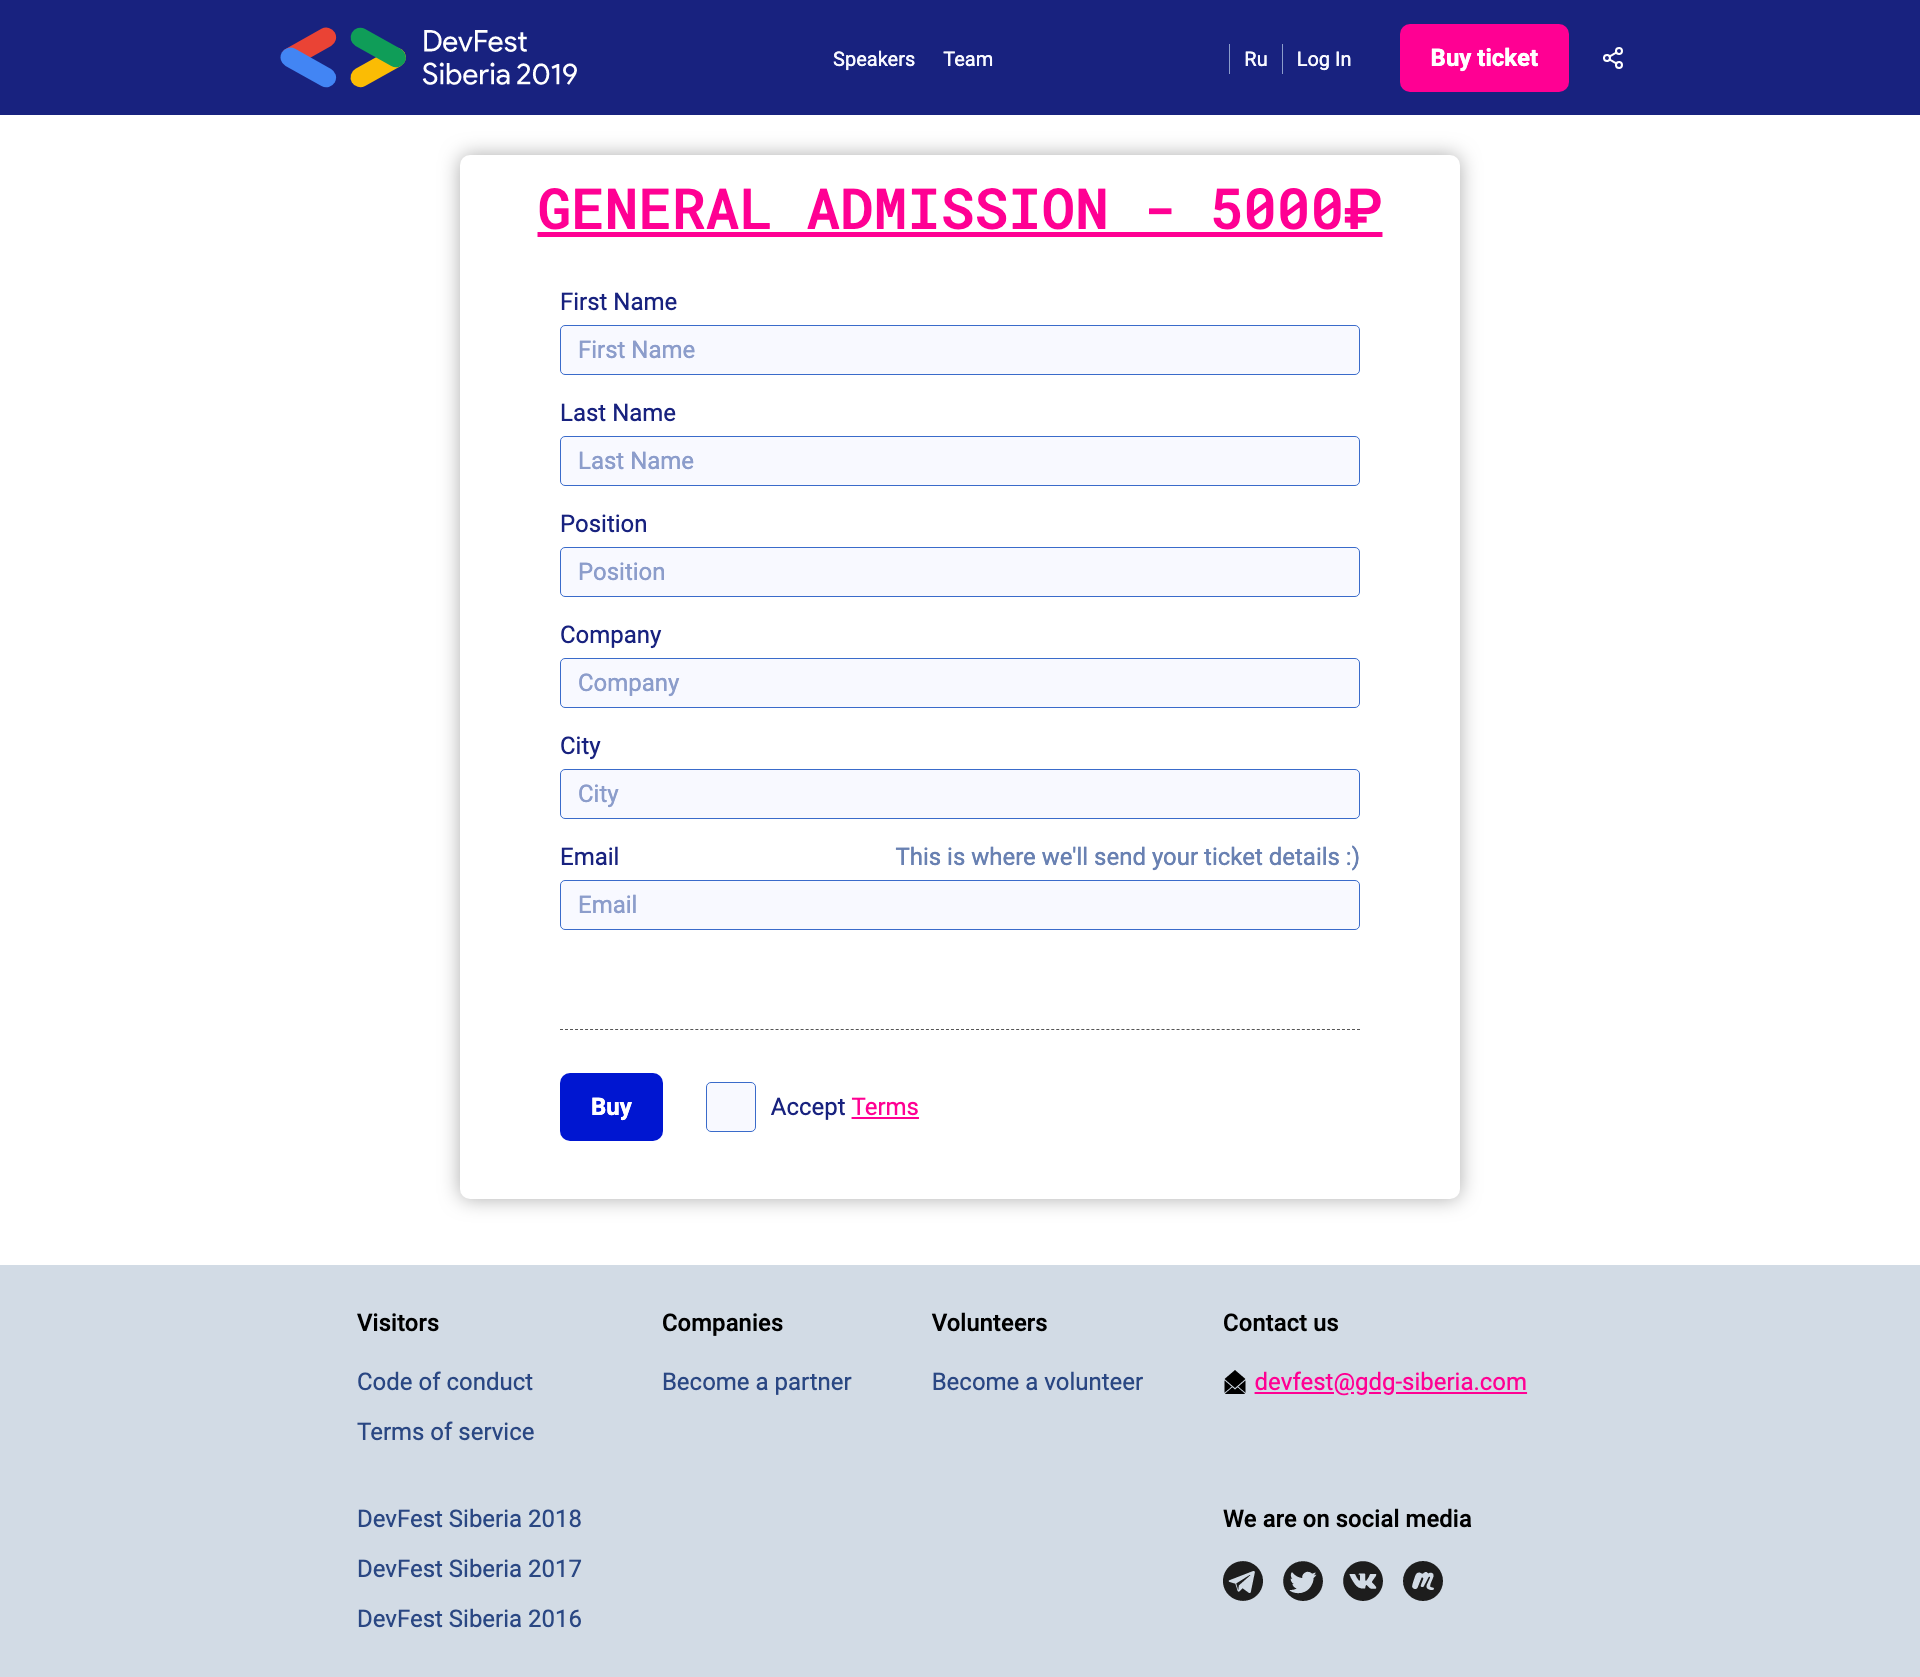 DevFest
Siberia 2019
Speakers Team Ru Log In Buy ticket
GENERAL ADMISSION - 5000₽
First Name
First Name
Last Name
Last Name
Position
Position
Company
Company
City
City
Email This is where we'll send your ticket details :)
Email
Buy Accept Terms
Visitors Companies Volunteers Contact us
Code of conduct Become a partner Become a volunteer devfest@gdg-siberia.com
Terms of service
DevFest Siberia 2018 We are on social media
DevFest Siberia 2017
DevFest Siberia 2016